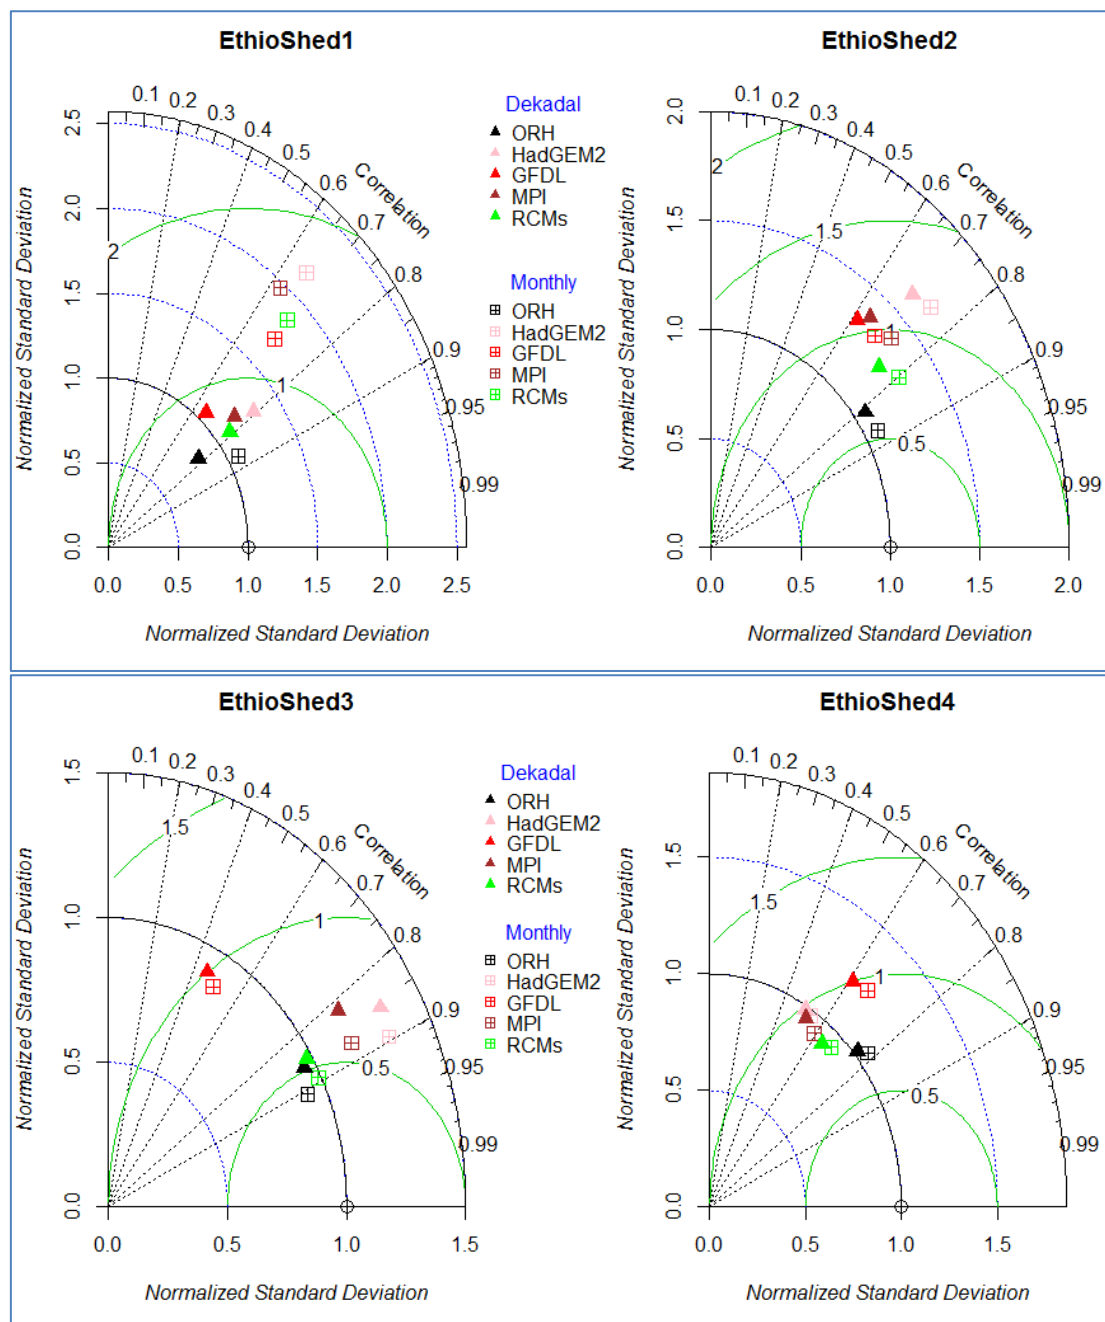 EthioShed1
EthioShed2
Normalized Standard Deviation
0.0 0.5 1.0 1.5 2.0 2.5
0.1 0.2 0.3 0.4 0.5 0.6 0.7 0.8 0.9 0.95 0.99
Correlation
2
1
0.0 0.5 1.0 1.5 2.0 2.5
Normalized Standard Deviation
Dekadal
ORH
HadGEM2
GFDL
MPI
RCMs
Monthly
ORH
HadGEM2
GFDL
MPI
RCMs
Normalized Standard Deviation
0.0 0.5 1.0 1.5 2.0
0.1 0.2 0.3 0.4 0.5 0.6 0.7 0.8 0.9 0.95 0.99
Correlation
2
1.5
1
0.5
0.0 0.5 1.0 1.5 2.0
Normalized Standard Deviation
EthioShed3
EthioShed4
Normalized Standard Deviation
0.0 0.5 1.0 1.5
0.1 0.2 0.3 0.4 0.5 0.6 0.7 0.8 0.9 0.95 0.99
Correlation
1.5
1
0.5
0.0 0.5 1.0 1.5
Normalized Standard Deviation
Dekadal
ORH
HadGEM2
GFDL
MPI
RCMs
Monthly
ORH
HadGEM2
GFDL
MPI
RCMs
Normalized Standard Deviation
0.0 0.5 1.0 1.5
0.1 0.2 0.3 0.4 0.5 0.6 0.7 0.8 0.9 0.95 0.99
Correlation
1.5
1
0.5
0.0 0.5 1.0 1.5
Normalized Standard Deviation